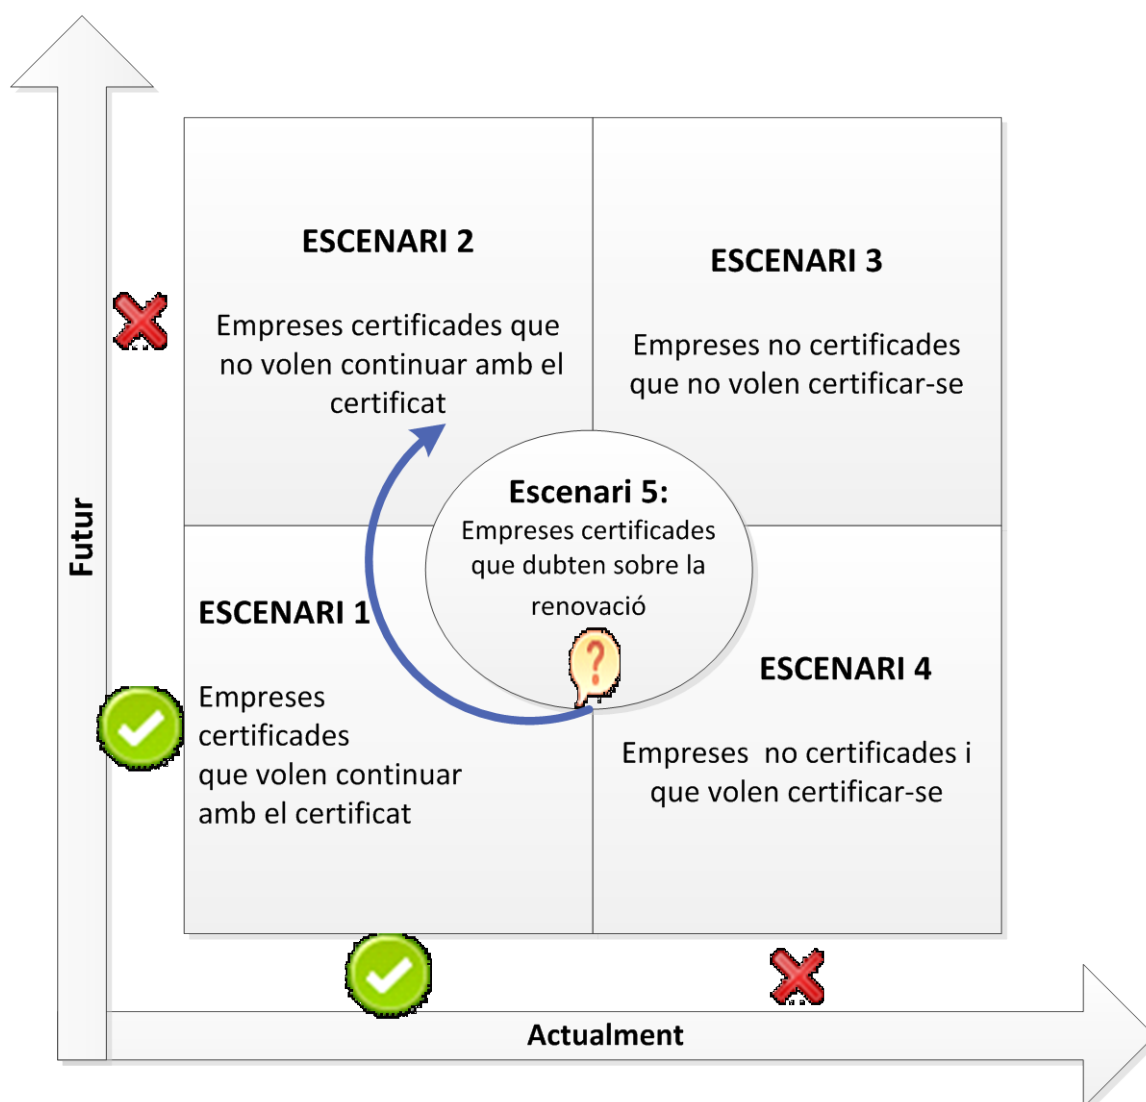 ESCENARI 2
Empreses certificades que
no volen continuar amb el
certificat
ESCENARI 3
Empreses no certificades
que no volen certificar-se
Escenari 5:
Empreses certificades
que dubten sobre la
renovació
?
Futur
ESCENARI 1
Empreses
certificades
que volen continuar
amb el certificat
ESCENARI 4
Empreses  no certificades i
que volen certificar-se
Actualment